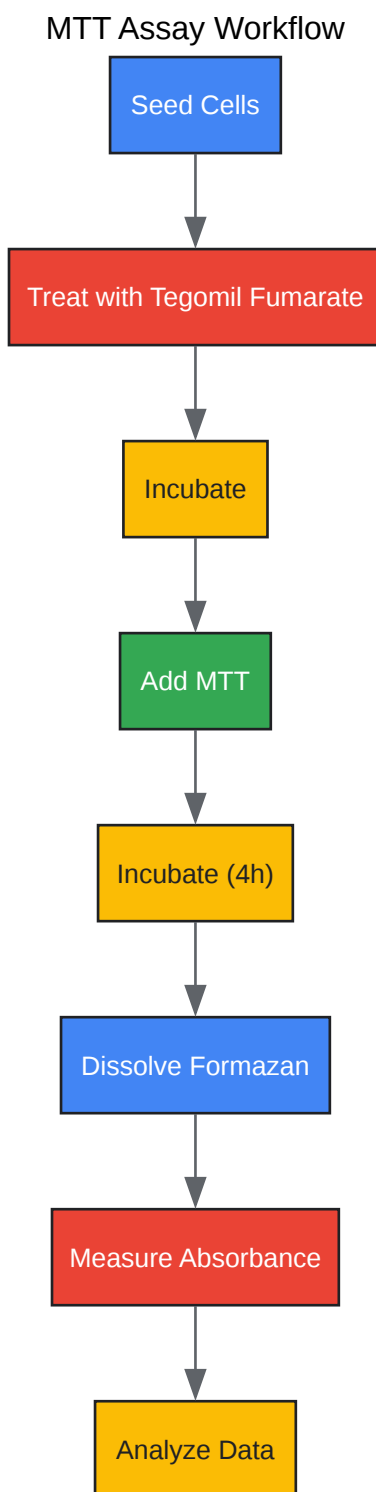 MTT Assay Workflow
Seed Cells
Treat with Tegomil Fumarate
Incubate
Add MTT
Incubate (4h)
Dissolve Formazan
Measure Absorbance
Analyze Data